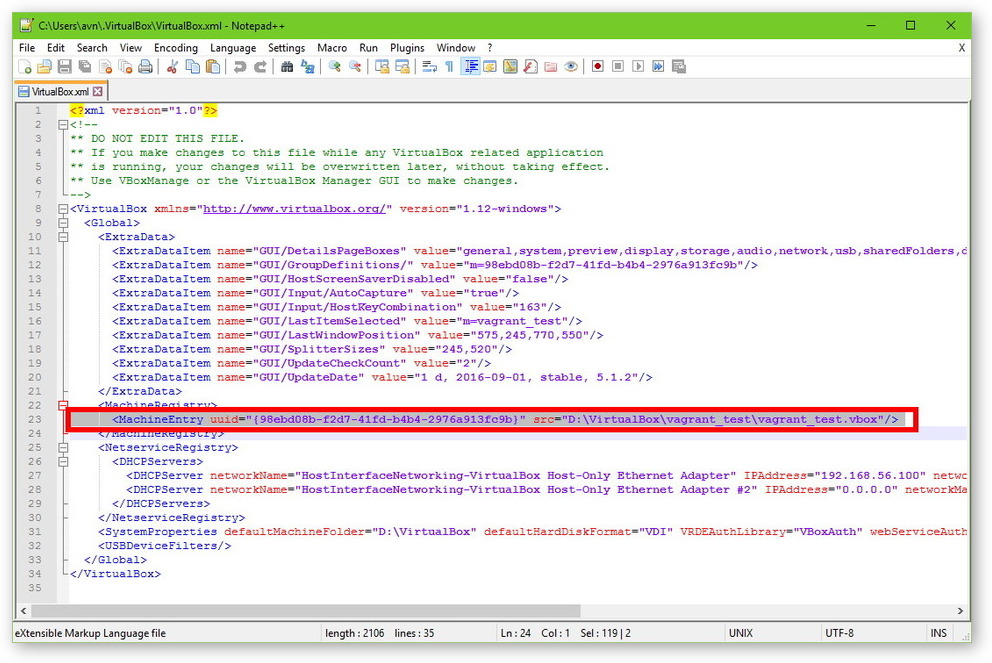 C:\Users\avn\.VirtualBox\VirtualBox.xml - Notepad++
File Edit Search View Encoding Language Settings Macro Run Plugins Window ? X
VirtualBox.xml
1 <?xml version="1.0"?>
2 <!--
3 ** DO NOT EDIT THIS FILE.
4 ** If you make changes to this file while any VirtualBox related application
5 ** is running, your changes will be overwritten later, without taking effect.
6 ** Use VBoxManage or the VirtualBox Manager GUI to make changes.
7 -->
8 <VirtualBox xmlns="http://www.virtualbox.org/" version="1.12-windows">
9 <Global>
10 <ExtraData>
11 <ExtraDataItem name="GUI/DetailsPageBoxes" value="general,system,preview,display,storage,audio,network,usb,sharedFolders,d
12 <ExtraDataItem name="GUI/GroupDefinitions/" value="m=98ebd08b-f2d7-41fd-b4b4-2976a913fc9b"/>
13 <ExtraDataItem name="GUI/HostScreenSaverDisabled" value="false"/>
14 <ExtraDataItem name="GUI/Input/AutoCapture" value="true"/>
15 <ExtraDataItem name="GUI/Input/HostKeyCombination" value="163"/>
16 <ExtraDataItem name="GUI/LastItemSelected" value="m=vagrant_test"/>
17 <ExtraDataItem name="GUI/LastWindowPosition" value="575,245,770,550"/>
18 <ExtraDataItem name="GUI/SplitterSizes" value="245,520"/>
19 <ExtraDataItem name="GUI/UpdateCheckCount" value="2"/>
20 <ExtraDataItem name="GUI/UpdateDate" value="1 d, 2016-09-01, stable, 5.1.2"/>
21 </ExtraData>
22 <MachineRegistry>
23 <MachineEntry uuid="{98ebd08b-f2d7-41fd-b4b4-2976a913fc9b}" src="D:\VirtualBox\vagrant_test\vagrant_test.vbox"/>
24 </MachineRegistry>
25 <NetserviceRegistry>
26 <DHCPServers>
27 <DHCPServer networkName="HostInterfaceNetworking-VirtualBox Host-Only Ethernet Adapter" IPAddress="192.168.56.100" netwo
28 <DHCPServer networkName="HostInterfaceNetworking-VirtualBox Host-Only Ethernet Adapter #2" IPAddress="0.0.0.0" networkMa
29 </DHCPServers>
30 </NetserviceRegistry>
31 <SystemProperties defaultMachineFolder="D:\VirtualBox" defaultHardDiskFormat="VDI" VRDEAuthLibrary="VBoxAuth" webServiceAuth
32 <USBDeviceFilters/>
33 </Global>
34 </VirtualBox>
35
eXtensible Markup Language file length : 2106 lines : 35 Ln : 24 Col : 1 Sel : 119 | 2 UNIX UTF-8 INS